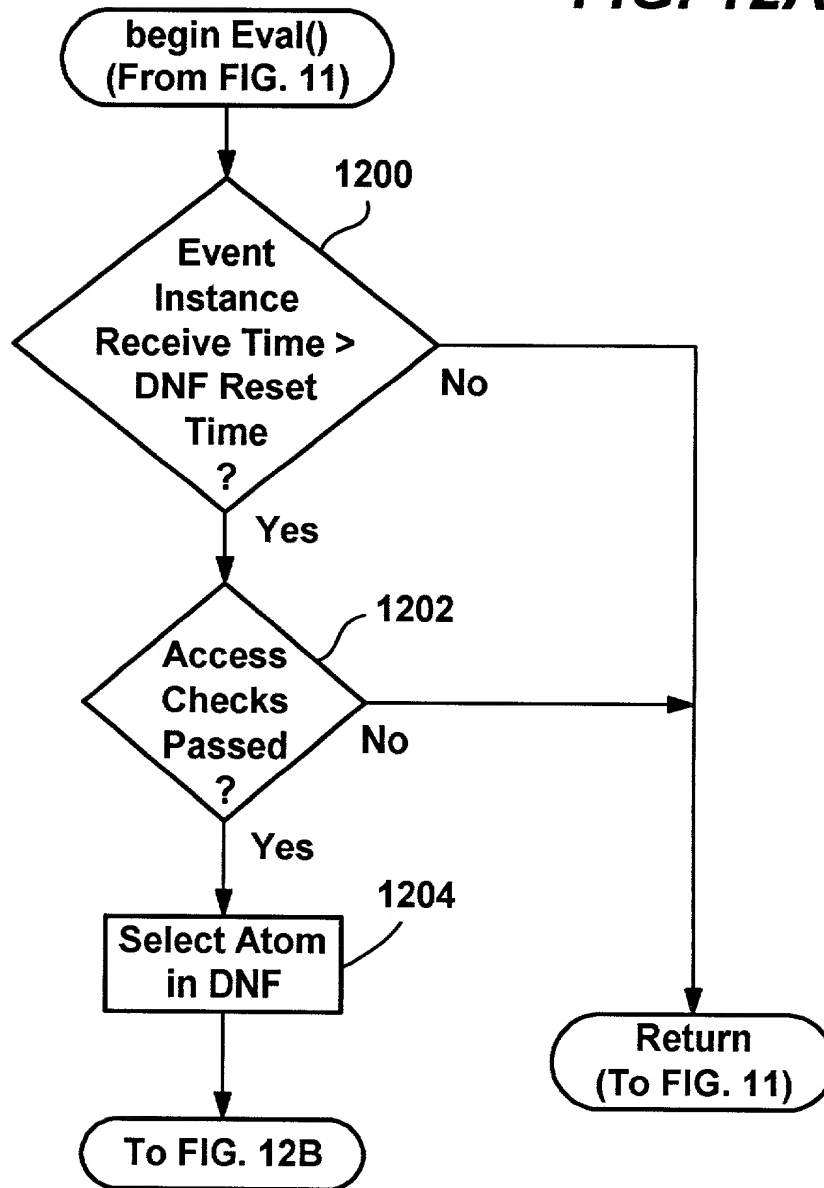 FIG. 12A
begin Eval()
(From FIG. 11)
1200
Event
Instance
Receive Time >
DNF Reset
Time
?
No
Yes
1202
Access
Checks
Passed
?
No
Yes
1204
Select Atom
in DNF
Return
(To FIG. 11)
To FIG. 12B